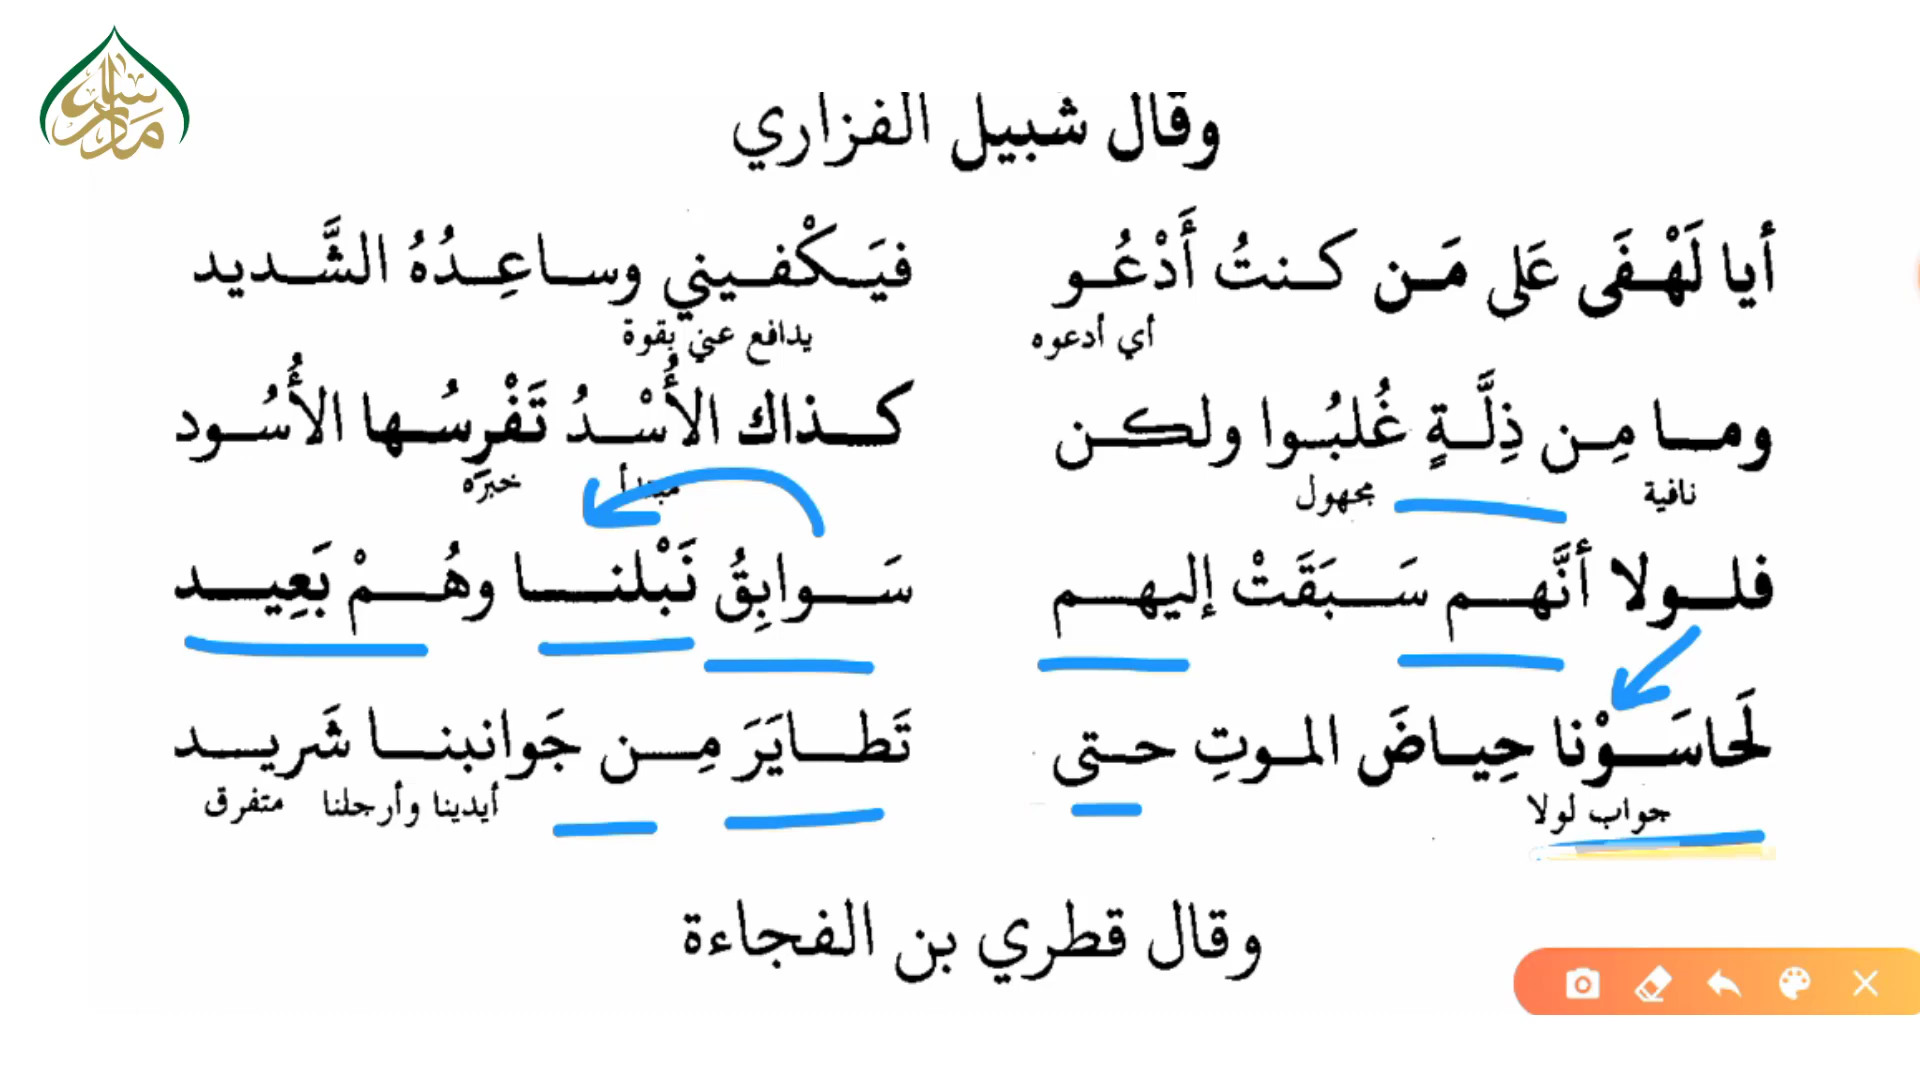 مدارس
وقال شبيل الفزاري
أيا لَهْفَى عَلى مَن كنتُ أَدْعُو فيَكْفيني وساعِدُهُ الشَّديد
أي أدعوه يدافع عني بقوة
وما مِن ذِلَّةٍ غُلبُوا ولكن كذاك الأُسْدُ تَفْرِسُها الأُسُود
نافية مجهول مبتدأ خبره
فلولا أنَّهم سَبَقَتْ إليهم سَوابِقُ نَبْلنا وهُمْ بَعِيد
لَحاسَوْنا حِياضَ الموتِ حتى تَطايَرَ مِن جَوانبنا شَريد
جواب لولا أيدينا وأرجلنا متفرق
وقال قطري بن الفجاءة